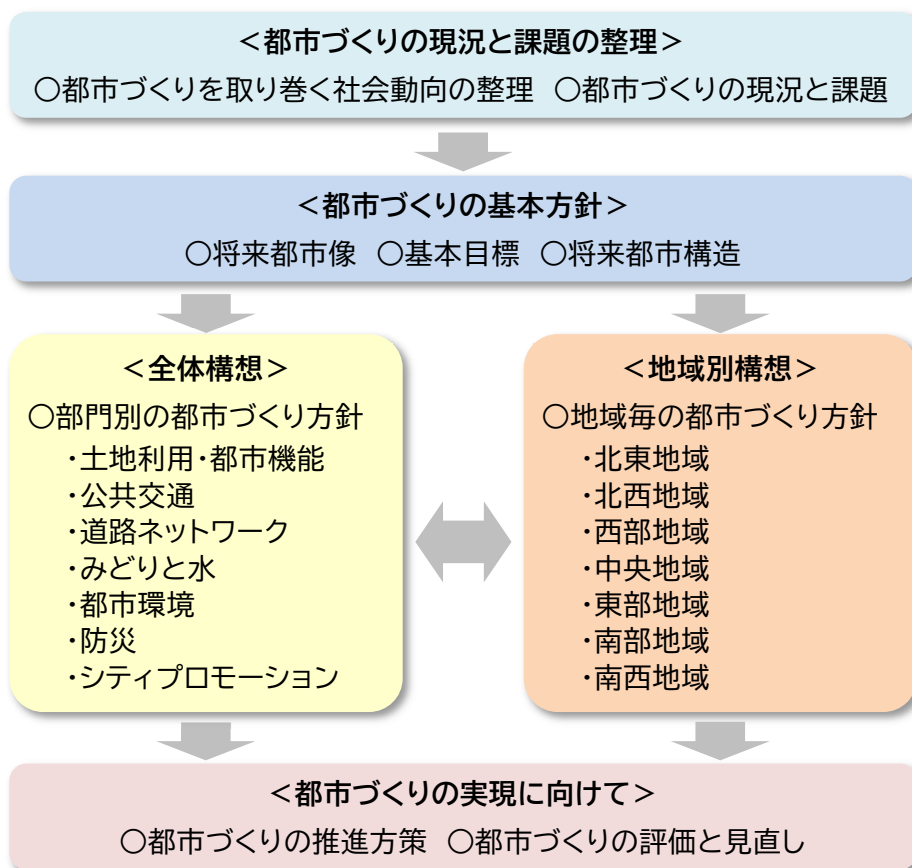 ＜都市づくりの現況と課題の整理＞
○都市づくりを取り巻く社会動向の整理 ○都市づくりの現況と課題
＜都市づくりの基本方針＞
○将来都市像 ○基本目標 ○将来都市構造
＜全体構想＞
○部門別の都市づくり方針
・土地利用・都市機能
・公共交通
・道路ネットワーク
・みどりと水
・都市環境
・防災
・シティプロモーション
＜地域別構想＞
○地域毎の都市づくり方針
・北東地域
・北西地域
・西部地域
・中央地域
・東部地域
・南部地域
・南西地域
＜都市づくりの実現に向けて＞
○都市づくりの推進方策 ○都市づくりの評価と見直し